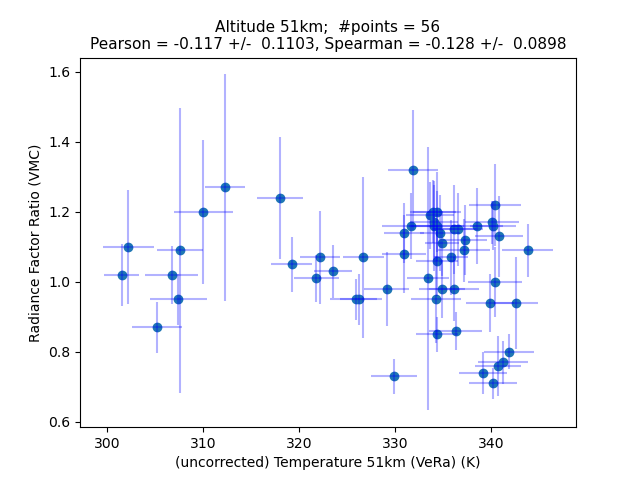 Altitude 51km;  #points = 56
Pearson = -0.117 +/-  0.1103, Spearman = -0.128 +/-  0.0898
Radiance Factor Ratio (VMC)
1.6
1.4
1.2
1.0
0.8
0.6
300 310 320 330 340
(uncorrected) Temperature 51km (VeRa) (K)